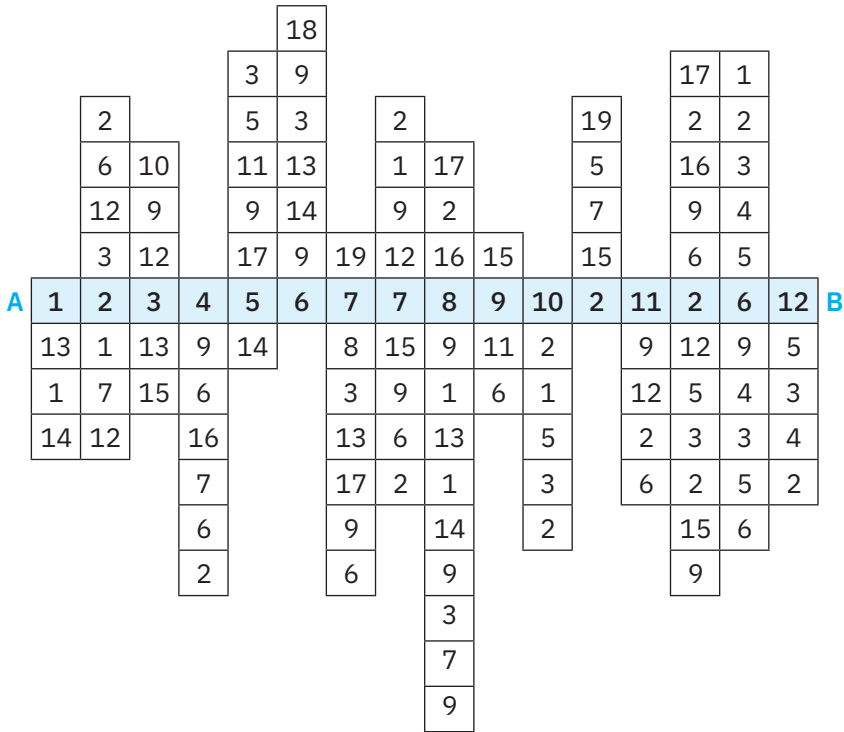 18
3 9 17 1
2 5 3 2 19 2 2
6 10 11 13 1 17 5 16 3
12 9 9 14 9 2 7 9 4
3 12 17 9 19 12 16 15 15 6 5
A 1 2 3 4 5 6 7 7 8 9 10 2 11 2 6 12 B
13 1 13 9 14 8 15 9 11 2 9 12 9 5
1 7 15 6 3 9 1 6 1 12 5 4 3
14 12 16 13 6 13 5 2 3 3 4
7 17 2 1 3 6 2 5 2
6 9 14 2 15 6
2 6 9 9
3
7
9